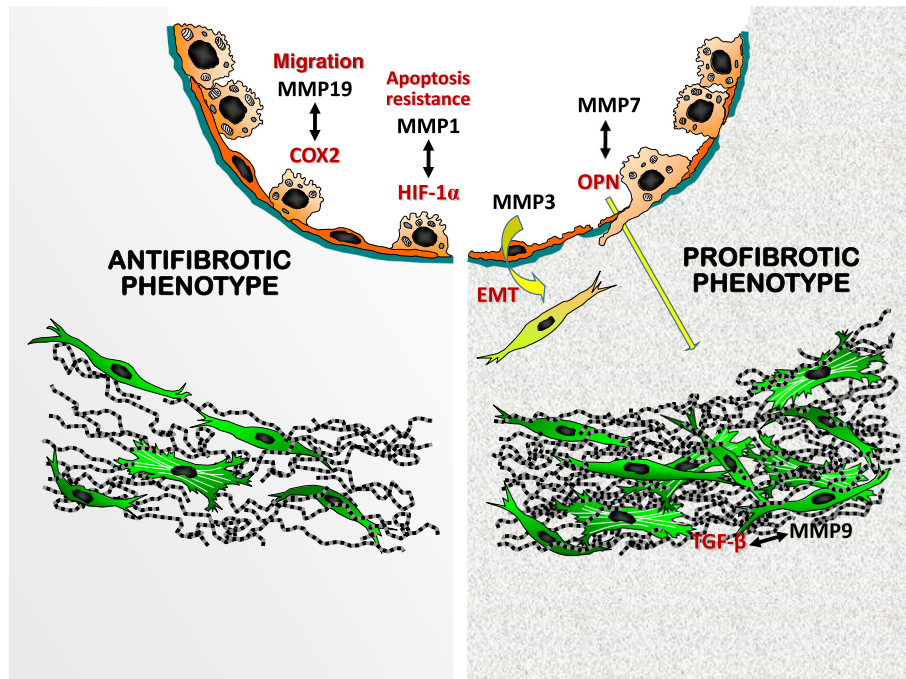 Migration
MMP19
COX2
Apoptosis
resistance
MMP1
HIF-1α
ANTIFIBROTIC
PHENOTYPE
MMP7
OPN
MMP3
EMT
PROFIBROTIC
PHENOTYPE
TGF-β
MMP9